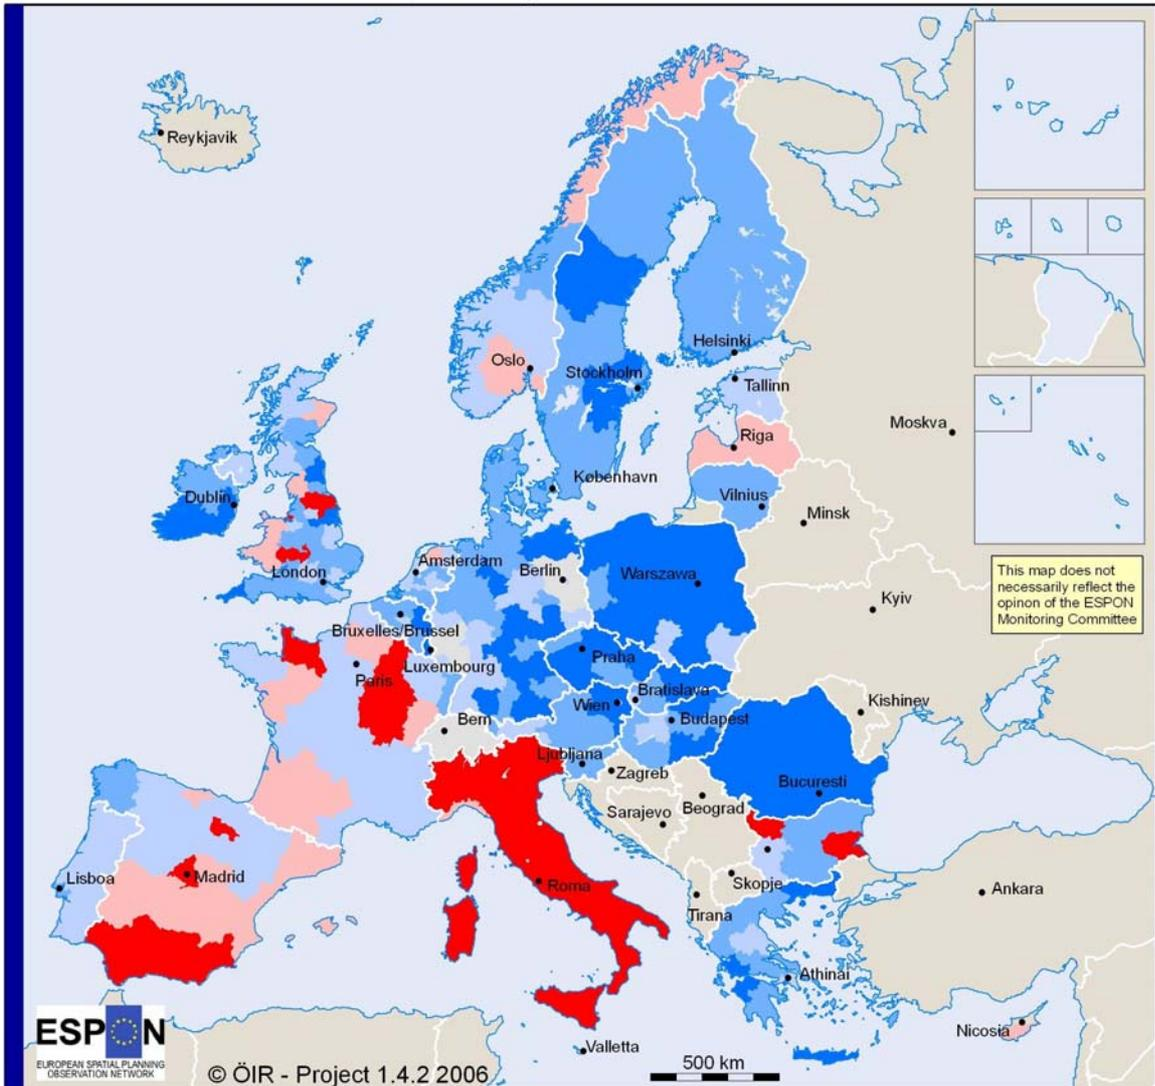 Reykjavik
Oslo
Helsinki
Stockholm
Tallinn
Moskva
Riga
København
Dublin
Vilnius
Minsk
Amsterdam
Berlin
Warszawa
London
This map does not
necessarily reflect the
opinon of the ESPON
Monitoring Committee
Kyiv
Bruxelles/Brussel
Praha
Luxembourg
Paris
Bratislava
Kishinev
Wien
Budapest
Bern
Ljubljana
Zagreb
Bucuresti
Beograd
Sarajevo
Lisboa
Madrid
Roma
Skopje
Ankara
Tirana
Athinai
ESPON
EUROPEAN SPATIAL PLANNING
OBSERVATION NETWORK
Nicosia
Valletta
500 km
© ÖIR - Project 1.4.2 2006